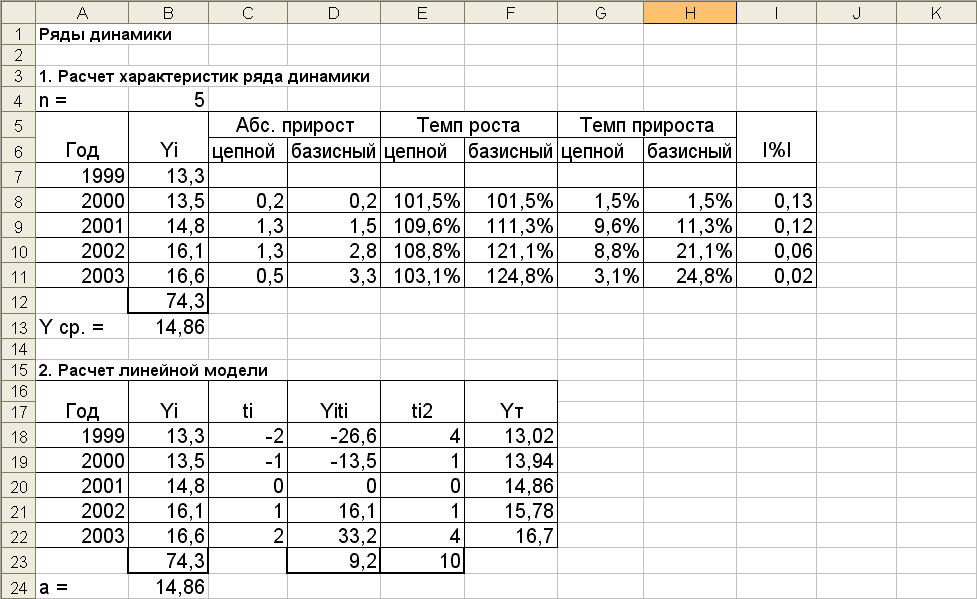 A B C D E F G H I J K
1 Ряды динамики
2
3 1. Расчет характеристик ряда динамики
4 n = 5
5 Абс. прирост Темп роста Темп прироста
6 Год Yi цепной базисный цепной базисный цепной базисный I%I
7 1999 13,3
8 2000 13,5 0,2 0,2 101,5% 101,5% 1,5% 1,5% 0,13
9 2001 14,8 1,3 1,5 109,6% 111,3% 9,6% 11,3% 0,12
10 2002 16,1 1,3 2,8 108,8% 121,1% 8,8% 21,1% 0,06
11 2003 16,6 0,5 3,3 103,1% 124,8% 3,1% 24,8% 0,02
12 74,3
13 Y ср. = 14,86
14
15 2. Расчет линейной модели
16
17 Год Yi ti Yiti ti2 Yт
18 1999 13,3 -2 -26,6 4 13,02
19 2000 13,5 -1 -13,5 1 13,94
20 2001 14,8 0 0 0 14,86
21 2002 16,1 1 16,1 1 15,78
22 2003 16,6 2 33,2 4 16,7
23 74,3 9,2 10
24 a = 14,86